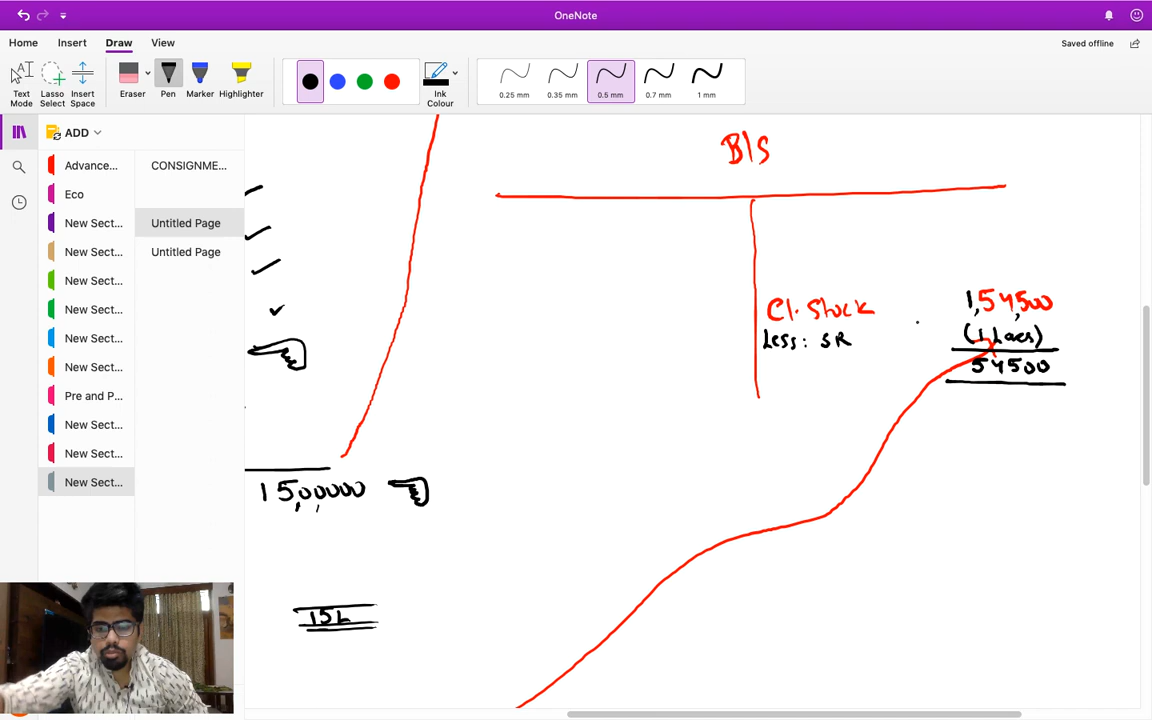 OneNote
Home Insert Draw View
Saved offline
Text Mode
Lasso Select
Insert Space
Eraser
Pen
Marker
Highlighter
Ink Colour
0.25 mm
0.35 mm
0.5 mm
0.7 mm
1 mm
ADD
Advance...
Eco
New Sect...
New Sect...
New Sect...
New Sect...
New Sect...
New Sect...
Pre and P...
New Sect...
New Sect...
New Sect...
CONSIGNME...
Untitled Page
Untitled Page
B/S
Cl. Stock 1,54,500
Less: SR (1 Lacs)
54500
15,00,000
15L